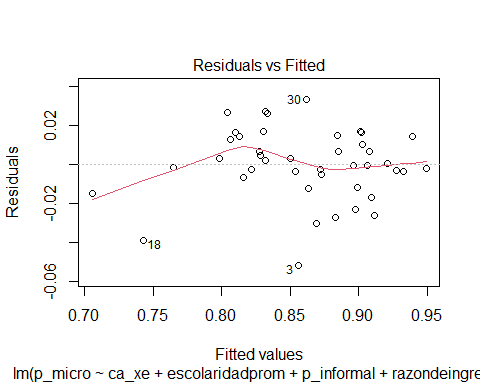 Residuals vs Fitted
Residuals
0.02
-0.02
-0.06
30
18
3
0.70 0.75 0.80 0.85 0.90 0.95
Fitted values
lm(p_micro ~ ca_xe + escolaridadprom + p_informal + razondeingre